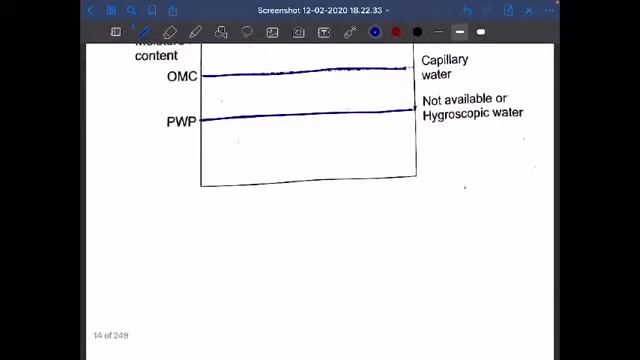 Screenshot 12-02-2020 18.22.33
Moisture
content
OMC
Capillary
water
PWP
Not available or
Hygroscopic water
14 of 249